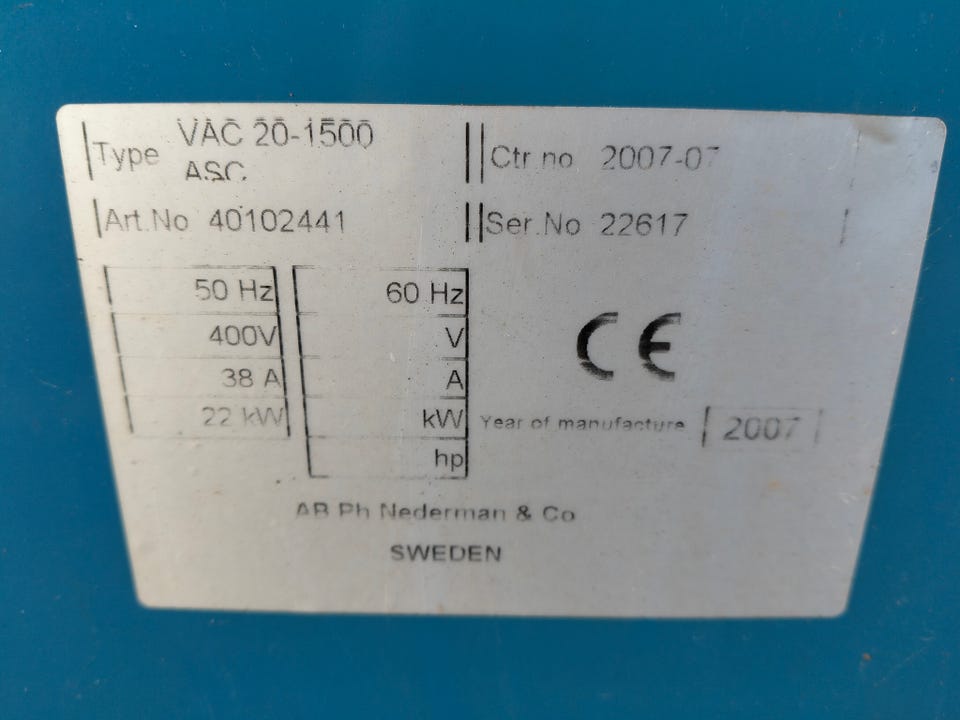 Type VAC 20-1500
ASC
Ctr no 2007-07
Art.No 40102441
Ser.No 22617
50 Hz 60 Hz
400V V
38 A A
22 kW kW
hp
CE
Year of manufacture 2007
AB Ph Nederman & Co
SWEDEN